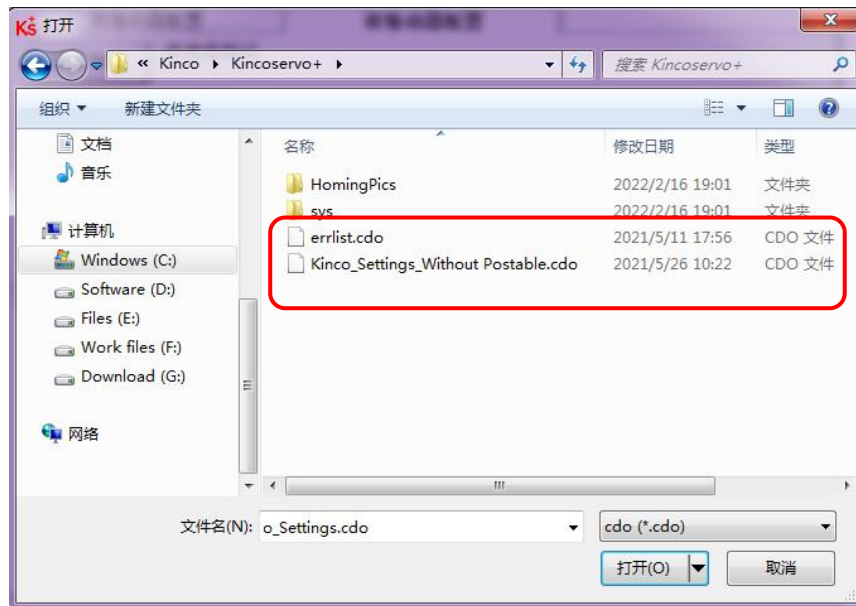 Kṡ 打开
« Kinco ▸ Kincoservo+ ▸ 搜索 Kincoservo+
组织 新建文件夹
文档 名称 修改日期 类型
音乐
HomingPics 2022/2/16 19:01 文件夹
sys 2022/2/16 19:01 文件夹
计算机 errlist.cdo 2021/5/11 17:56 CDO 文件
Windows (C:) Kinco_Settings_Without Postable.cdo 2021/5/26 10:22 CDO 文件
Software (D:)
Files (E:)
Work files (F:)
Download (G:)
网络
文件名(N): o_Settings.cdo cdo (*.cdo)
打开(O) 取消